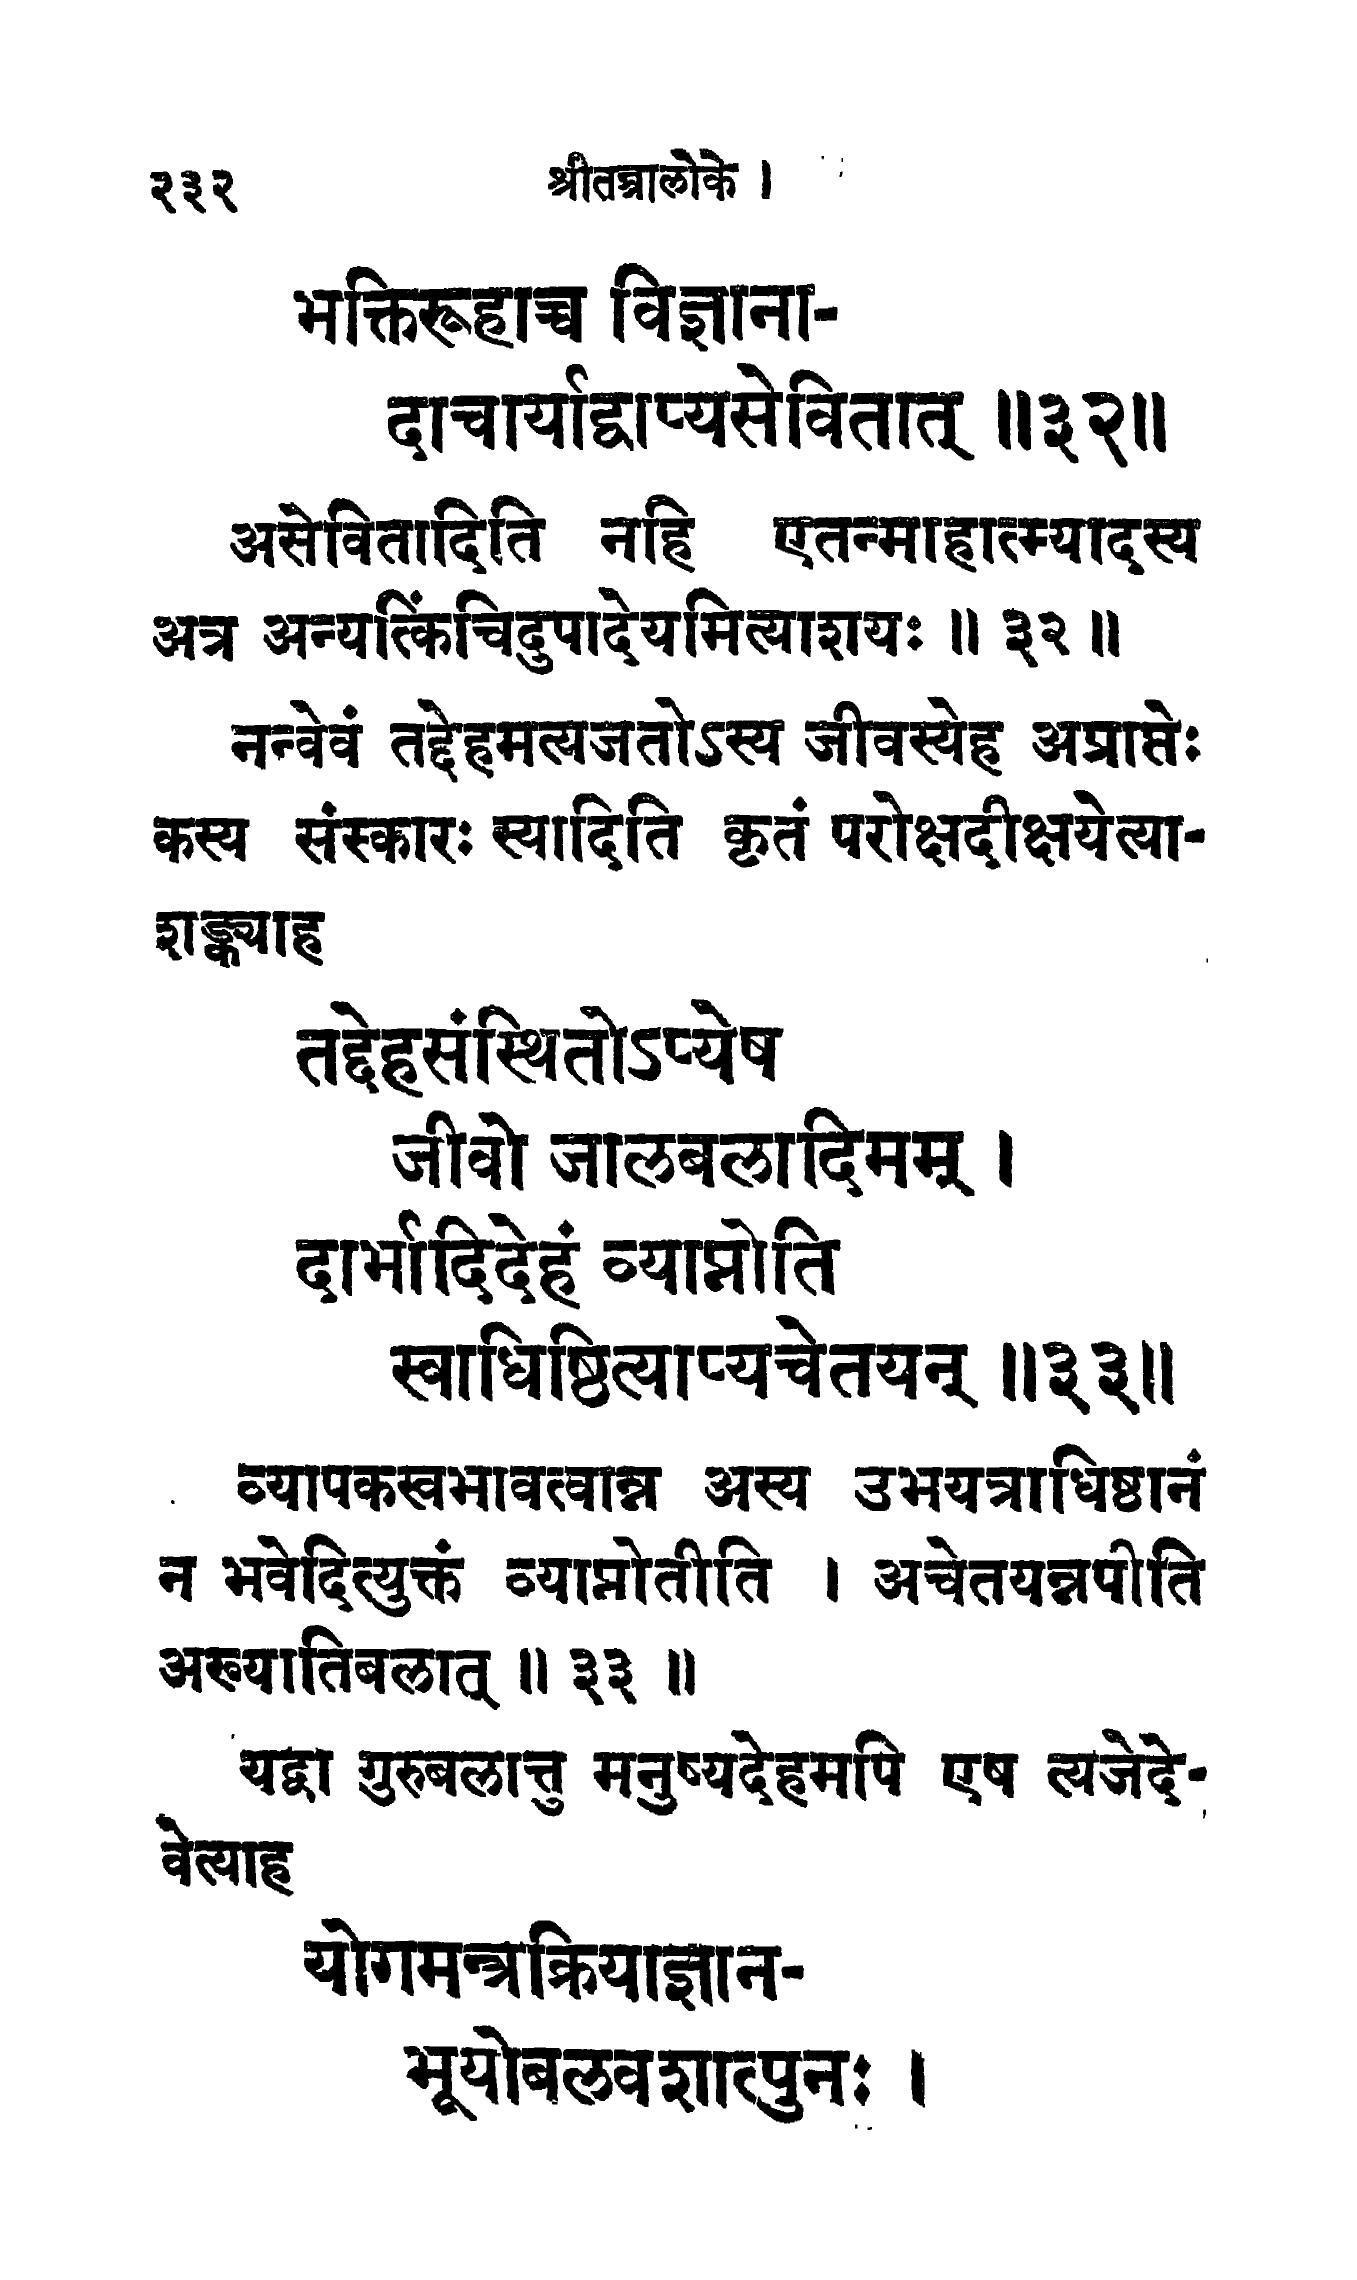 २३२ श्रीतन्त्रालोके ।
भक्तिरूहाच्च विज्ञाना-
दाचार्याद्वाप्यसेवितात् ॥३२॥
असेवितादिति नहि एतन्माहात्म्यादस्य
अत्र अन्यत्किंचिदुपादेयमित्याशयः ॥ ३२ ॥
नन्वेवं तद्देहमत्यजतोऽस्य जीवस्येह अप्राप्तेः
कस्य संस्कारः स्यादिति कृतं परोक्षदीक्षयेत्या-
शङ्क्याह
तद्देहसंस्थितोऽप्येष
जीवो जालबलादिमम् ।
दार्भादिदेहं व्याप्नोति
स्वाधिष्ठित्याप्यचेतयन् ॥३३॥
व्यापकस्वभावत्वान्न अस्य उभयत्राधिष्ठानं
न भवेदित्युक्तं व्याप्नोतीति । अचेतयन्नपीति
अख्यातिबलात् ॥ ३३ ॥
यद्वा गुरुबलात्तु मनुष्यदेहमपि एष त्यजेदे-
वेत्याह
योगमन्त्रक्रियाज्ञान-
भूयोबलवशात्पुनः ।